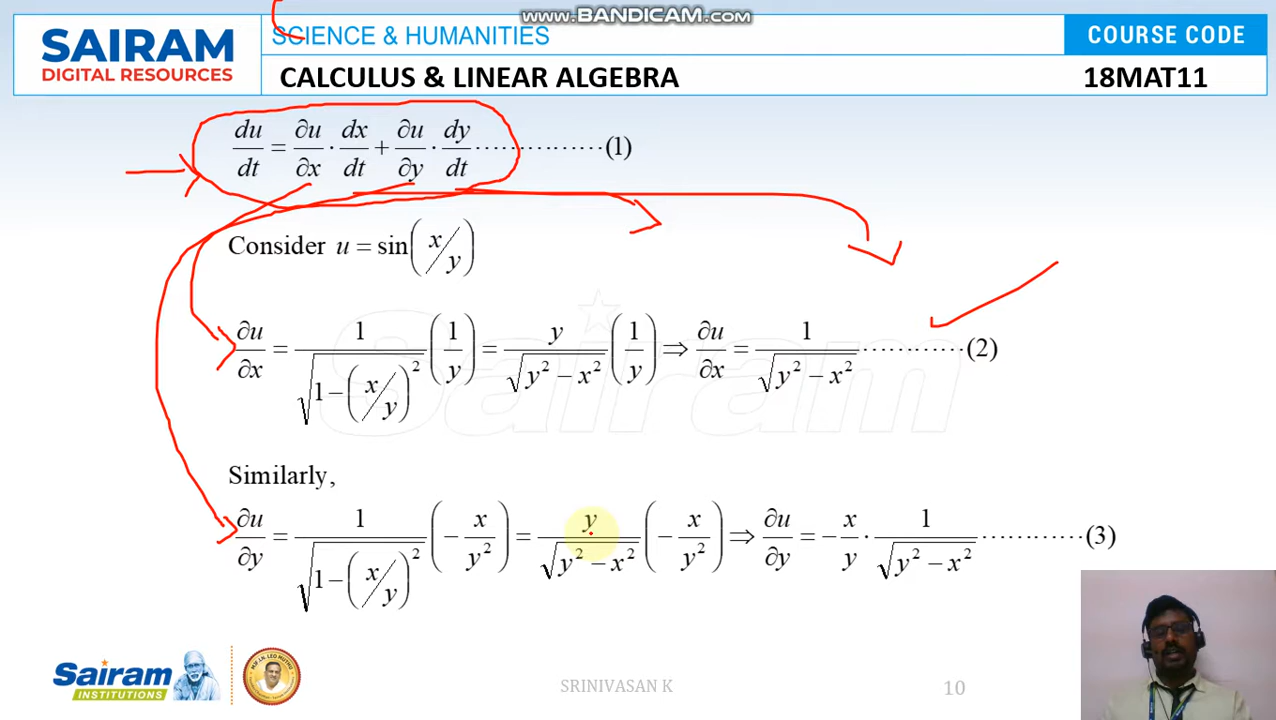 www.BANDICAM.com
SAIRAM
DIGITAL RESOURCES
SCIENCE & HUMANITIES
COURSE CODE
CALCULUS & LINEAR ALGEBRA
18MAT11
du/dt = ∂u/∂x · dx/dt + ∂u/∂y · dy/dt ……………(1)
Consider u = sin(x/y)
∂u/∂x = 1/√(1−(x/y)²) (1/y) = y/√(y² − x²) (1/y) ⇒ ∂u/∂x = 1/√(y² − x²) …………(2)
Similarly,
∂u/∂y = 1/√(1−(x/y)²) (− x/y²) = y/√(y² − x²) (− x/y²) ⇒ ∂u/∂y = − x/y · 1/√(y² − x²) …………(3)
Sairam
Sairam
INSTITUTIONS
SRINIVASAN K
10